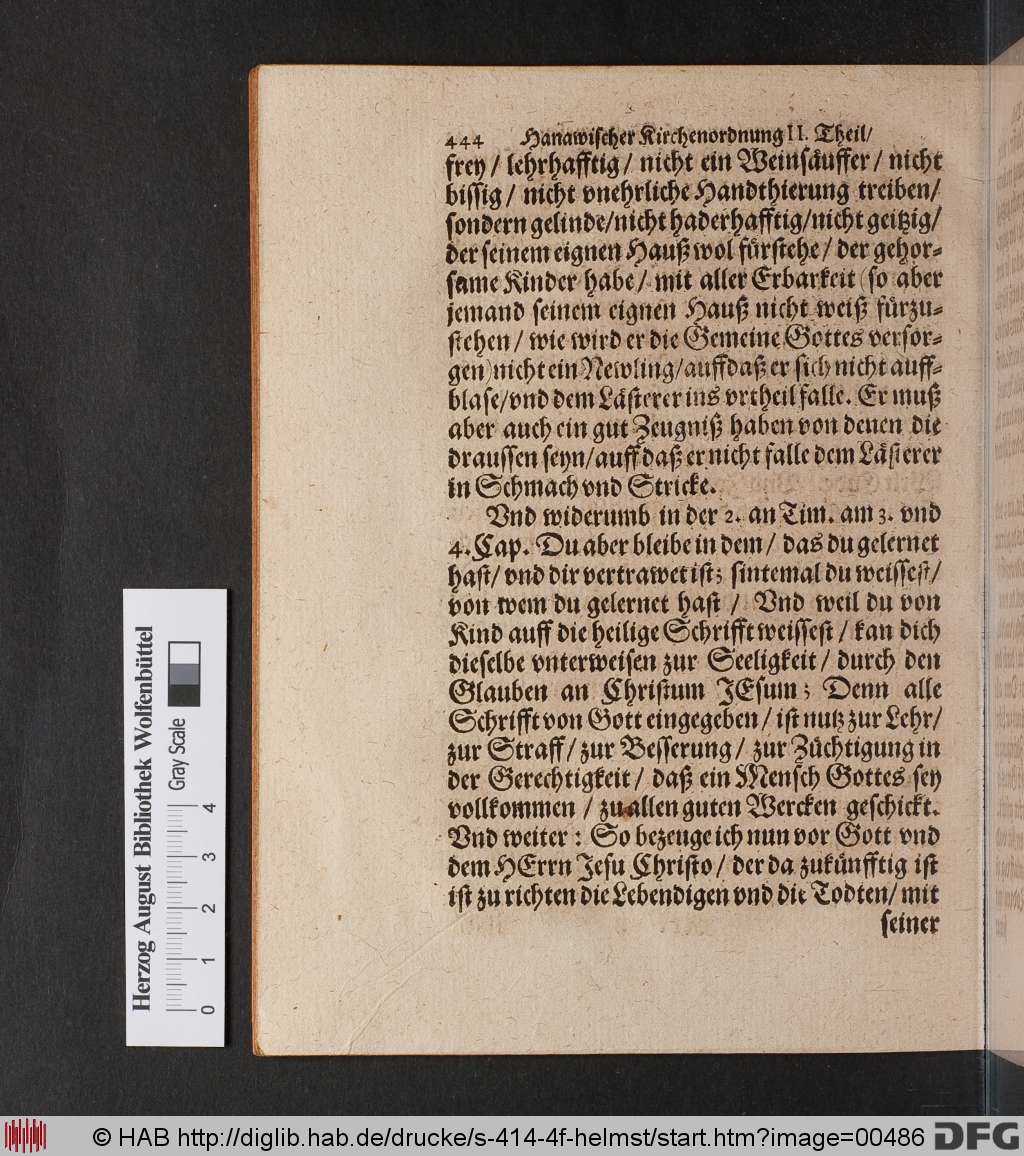 444 Hanawischer Kirchenordnung II. Theil/
frey / lehrhafftig / nicht ein Weinsäuffer / nicht
bissig / nicht vnehrliche Handthierung treiben/
sondern gelinde/nicht haderhafftig/nicht geitzig/
der seinem eignen Hauß wol fürstehe / der gehor-
same Kinder habe / mit aller Erbarkeit (so aber
jemand seinem eignen Hauß nicht weiß fürzu-
stehen / wie wird er die Gemeine Gottes versor-
gen) nicht ein Newling/auffdaß er sich nicht auff-
blase/vnd dem Lästerer ins vrtheil falle. Er muß
aber auch ein gut Zeugniß haben von denen die
draussen seyn/auffdaß er nicht falle dem Lästerer
in Schmach vnd Stricke.
Vnd widerumb in der 2. an Tim. am 3. vnd
4. Cap. Du aber bleibe in dem / das du gelernet
hast/ vnd dir vertrawet ist; sintemal du weissest/
von wem du gelernet hast / Vnd weil du von
Kind auff die heilige Schrifft weissest / kan dich
dieselbe vnterweisen zur Seeligkeit / durch den
Glauben an Christum JEsum; Denn alle
Schrifft von Gott eingegeben / ist nutz zur Lehr/
zur Straff/ zur Besserung / zur Züchtigung in
der Gerechtigkeit / daß ein Mensch Gottes sey
vollkommen / zu allen guten Wercken geschickt.
Vnd weiter : So bezeuge ich nun vor Gott vnd
dem HErrn Jesu Christo / der da zukünfftig ist
ist zu richten die Lebendigen vnd die Todten/ mit
seiner
Herzog August Bibliothek Wolfenbüttel
Gray Scale
0 1 2 3 4
© HAB http://diglib.hab.de/drucke/s-414-4f-helmst/start.htm?image=00486 DFG